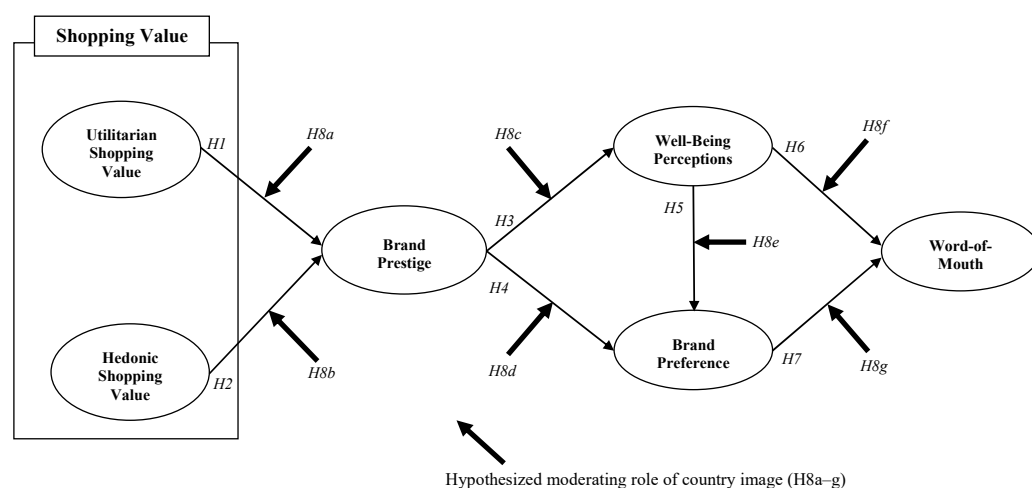 Shopping Value
Utilitarian
Shopping
Value
H1
H8a
H8c
Well-Being
Perceptions
H6
H8f
H3
H5
Brand
Prestige
H8e
Word-of-
Mouth
H4
Hedonic
Shopping
Value
H2
H8b
H8d
Brand
Preference
H7
H8g
Hypothesized moderating role of country image (H8a–g)